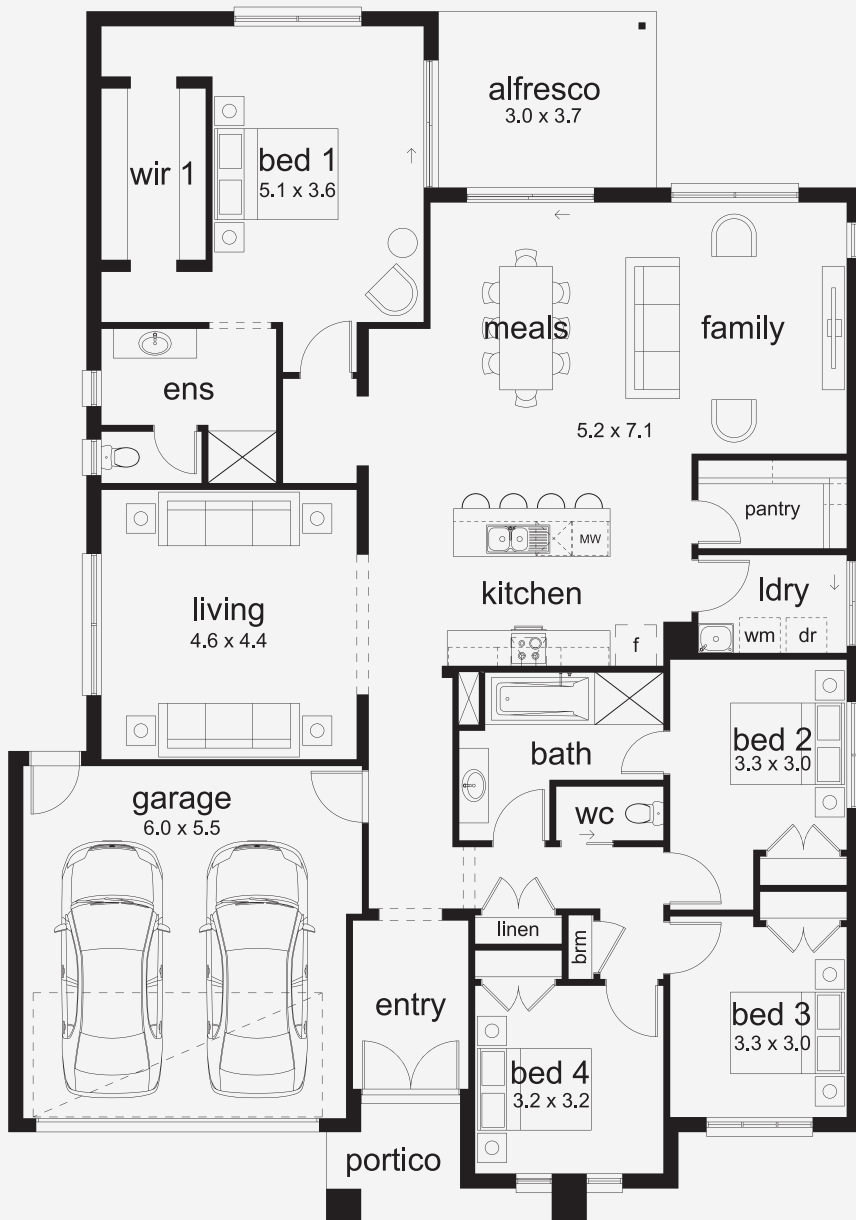 alfresco
3.0 x 3.7
wir 1
bed 1
5.1 x 3.6
meals
family
5.2 x 7.1
ens
pantry
MW
kitchen
ldry
wm
dr
f
living
4.6 x 4.4
bath
bed 2
3.3 x 3.0
garage
6.0 x 5.5
wc
linen
brm
entry
bed 3
3.3 x 3.0
bed 4
3.2 x 3.2
portico